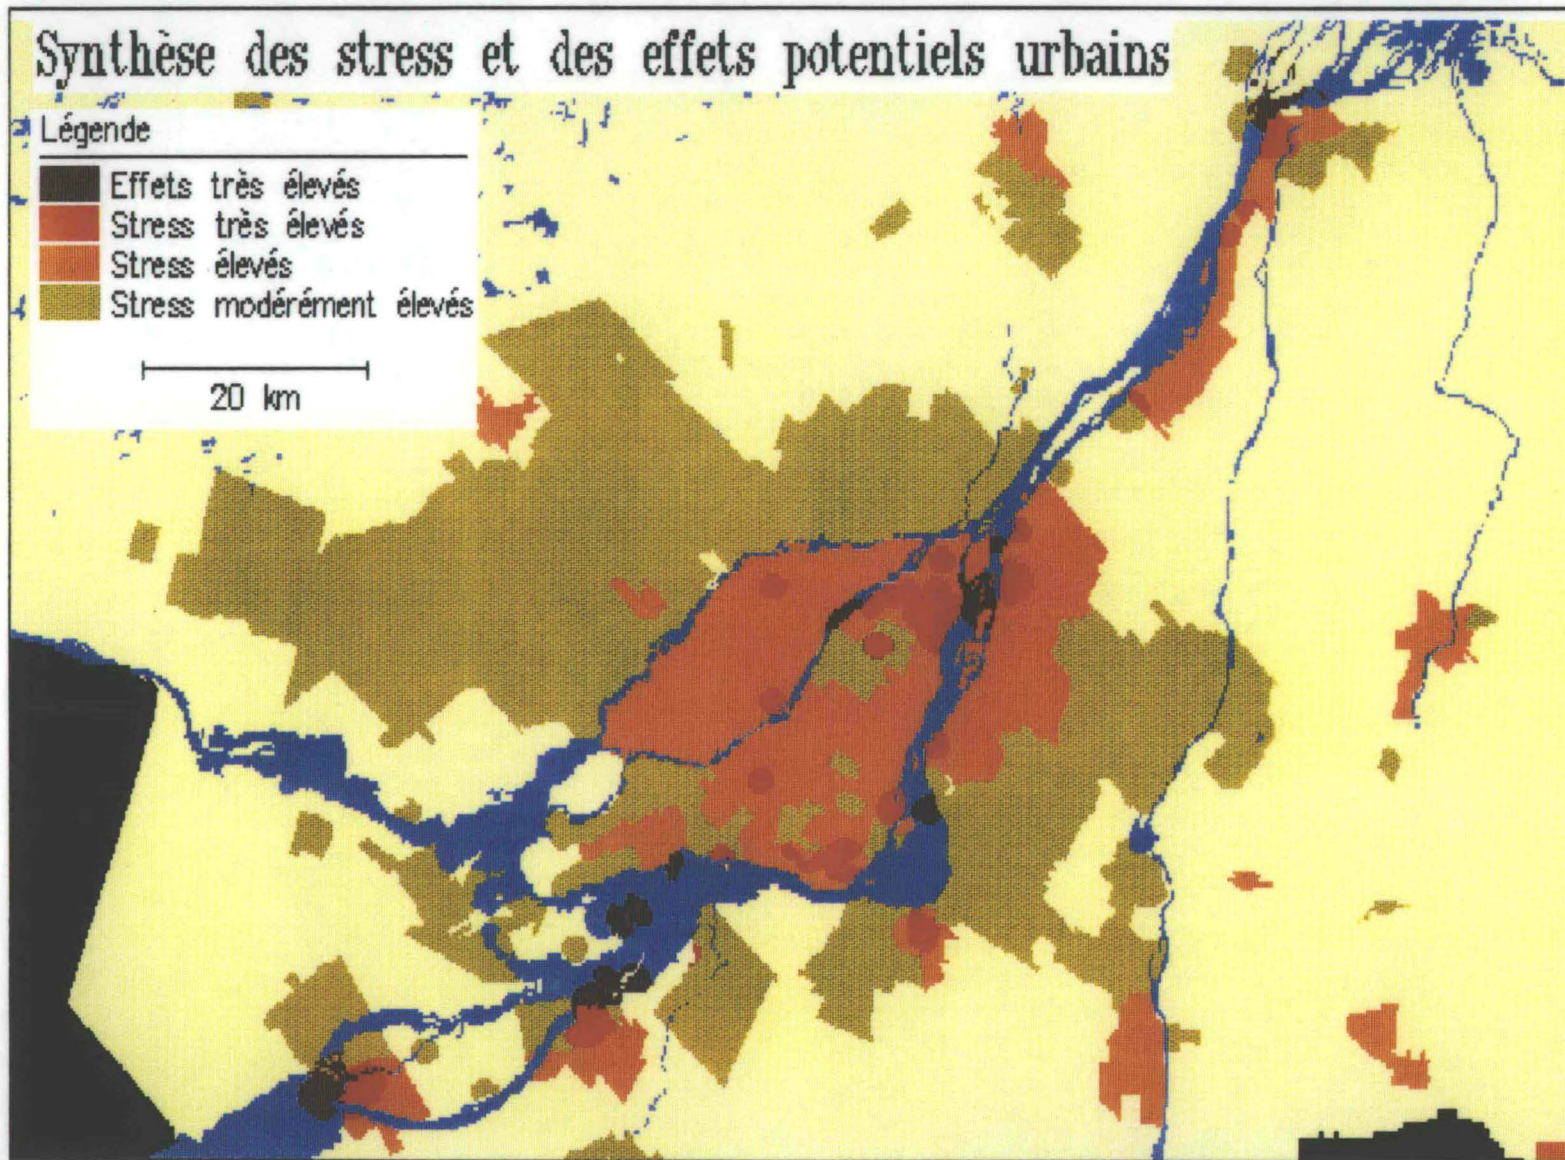 Synthèse des stress et des effets potentiels urbains
Légende
Effets très élevés
Stress très élevés
Stress élevés
Stress modérément élevés
20 km